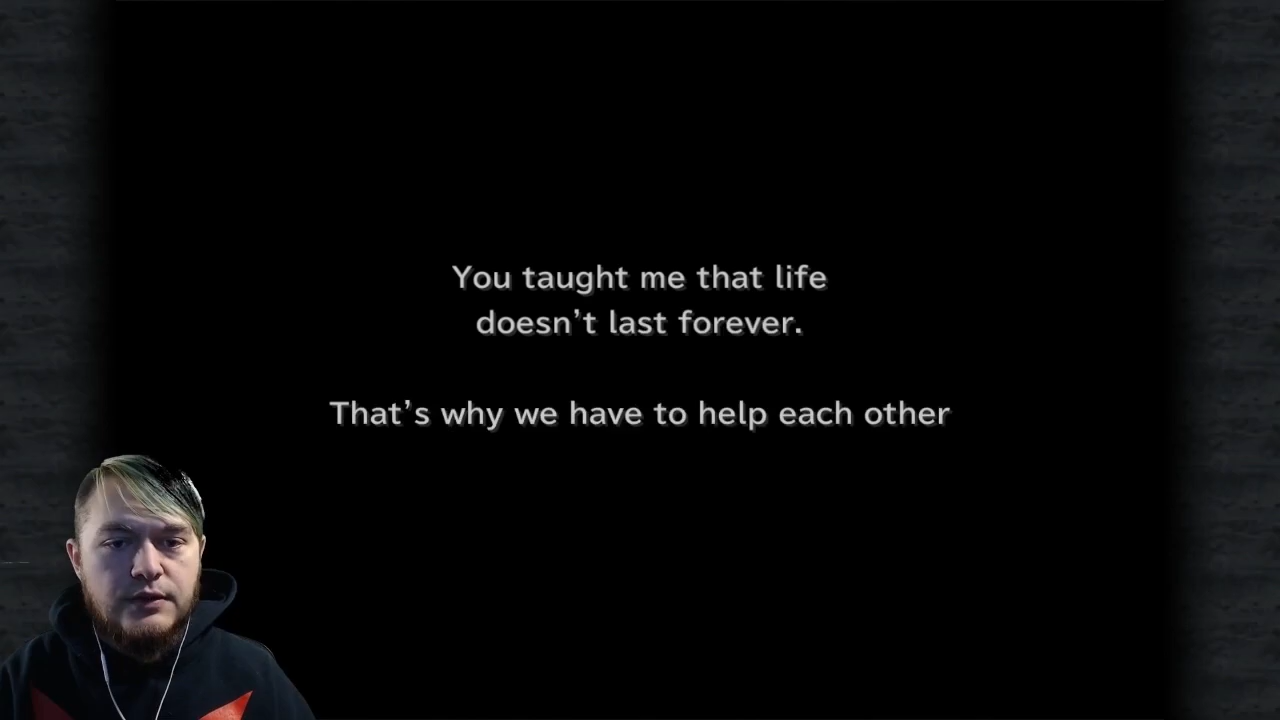 You taught me that life
doesn't last forever.
That's why we have to help each other